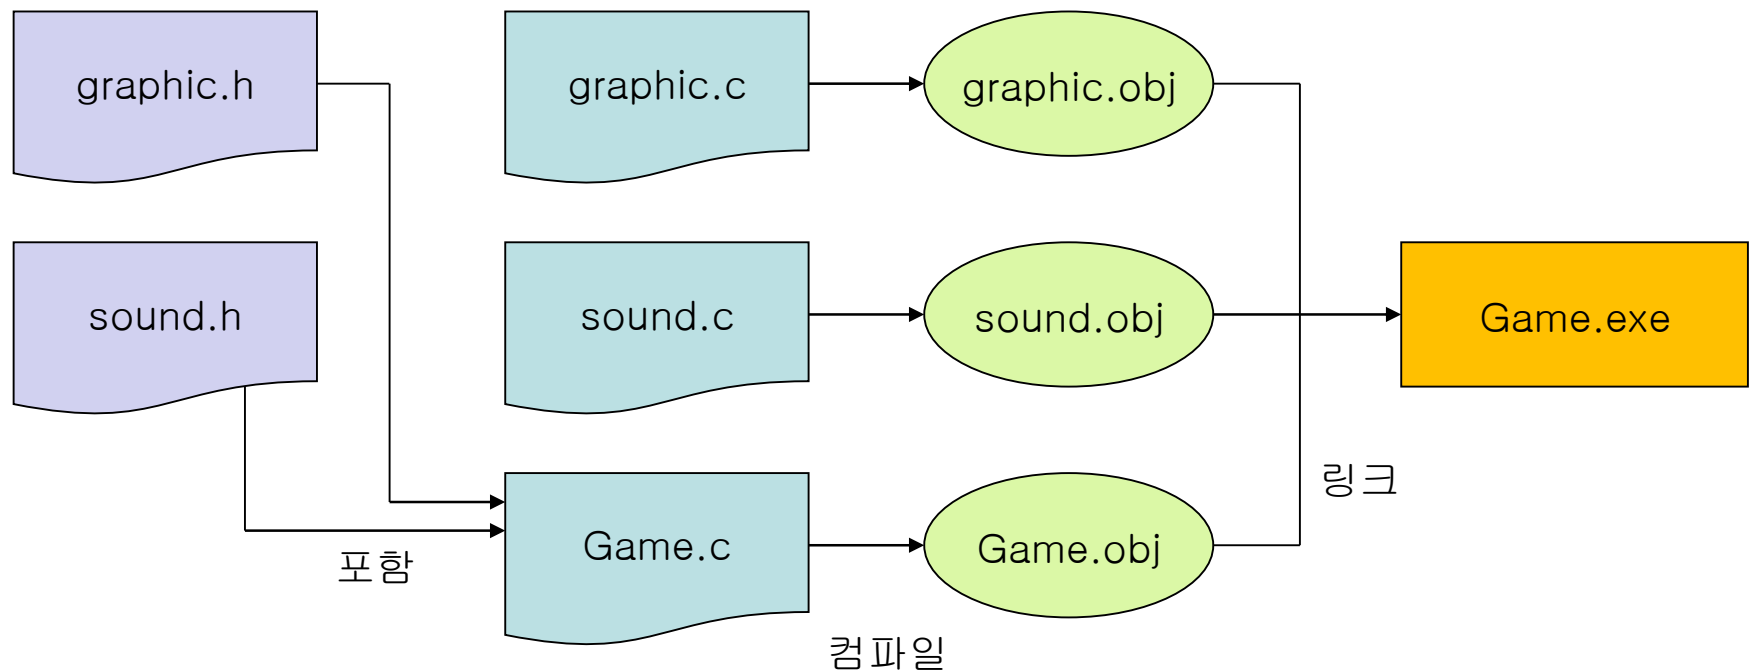 graphic.h
graphic.c
graphic.obj
sound.h
sound.c
sound.obj
Game.exe
링크
포함
Game.c
Game.obj
컴파일